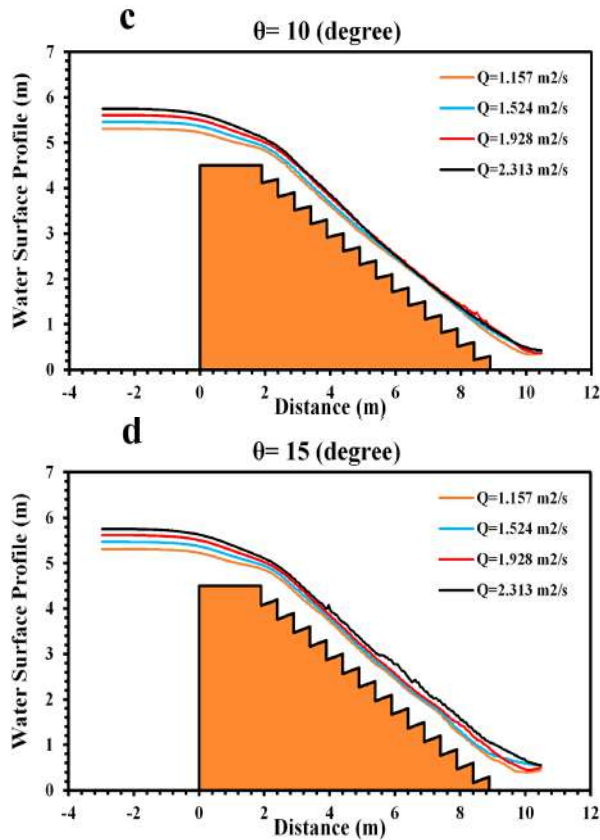 c
θ= 10 (degree)
7
6
5
4
3
2
1
0
Water Surface Profile (m)
Q=1.157 m2/s
Q=1.524 m2/s
Q=1.928 m2/s
Q=2.313 m2/s
-4 -2 0 2 4 6 8 10 12
Distance (m)
d
θ= 15 (degree)
7
6
5
4
3
2
1
0
Water Surface Profile (m)
Q=1.157 m2/s
Q=1.524 m2/s
Q=1.928 m2/s
Q=2.313 m2/s
-4 -2 0 2 4 6 8 10 12
Distance (m)